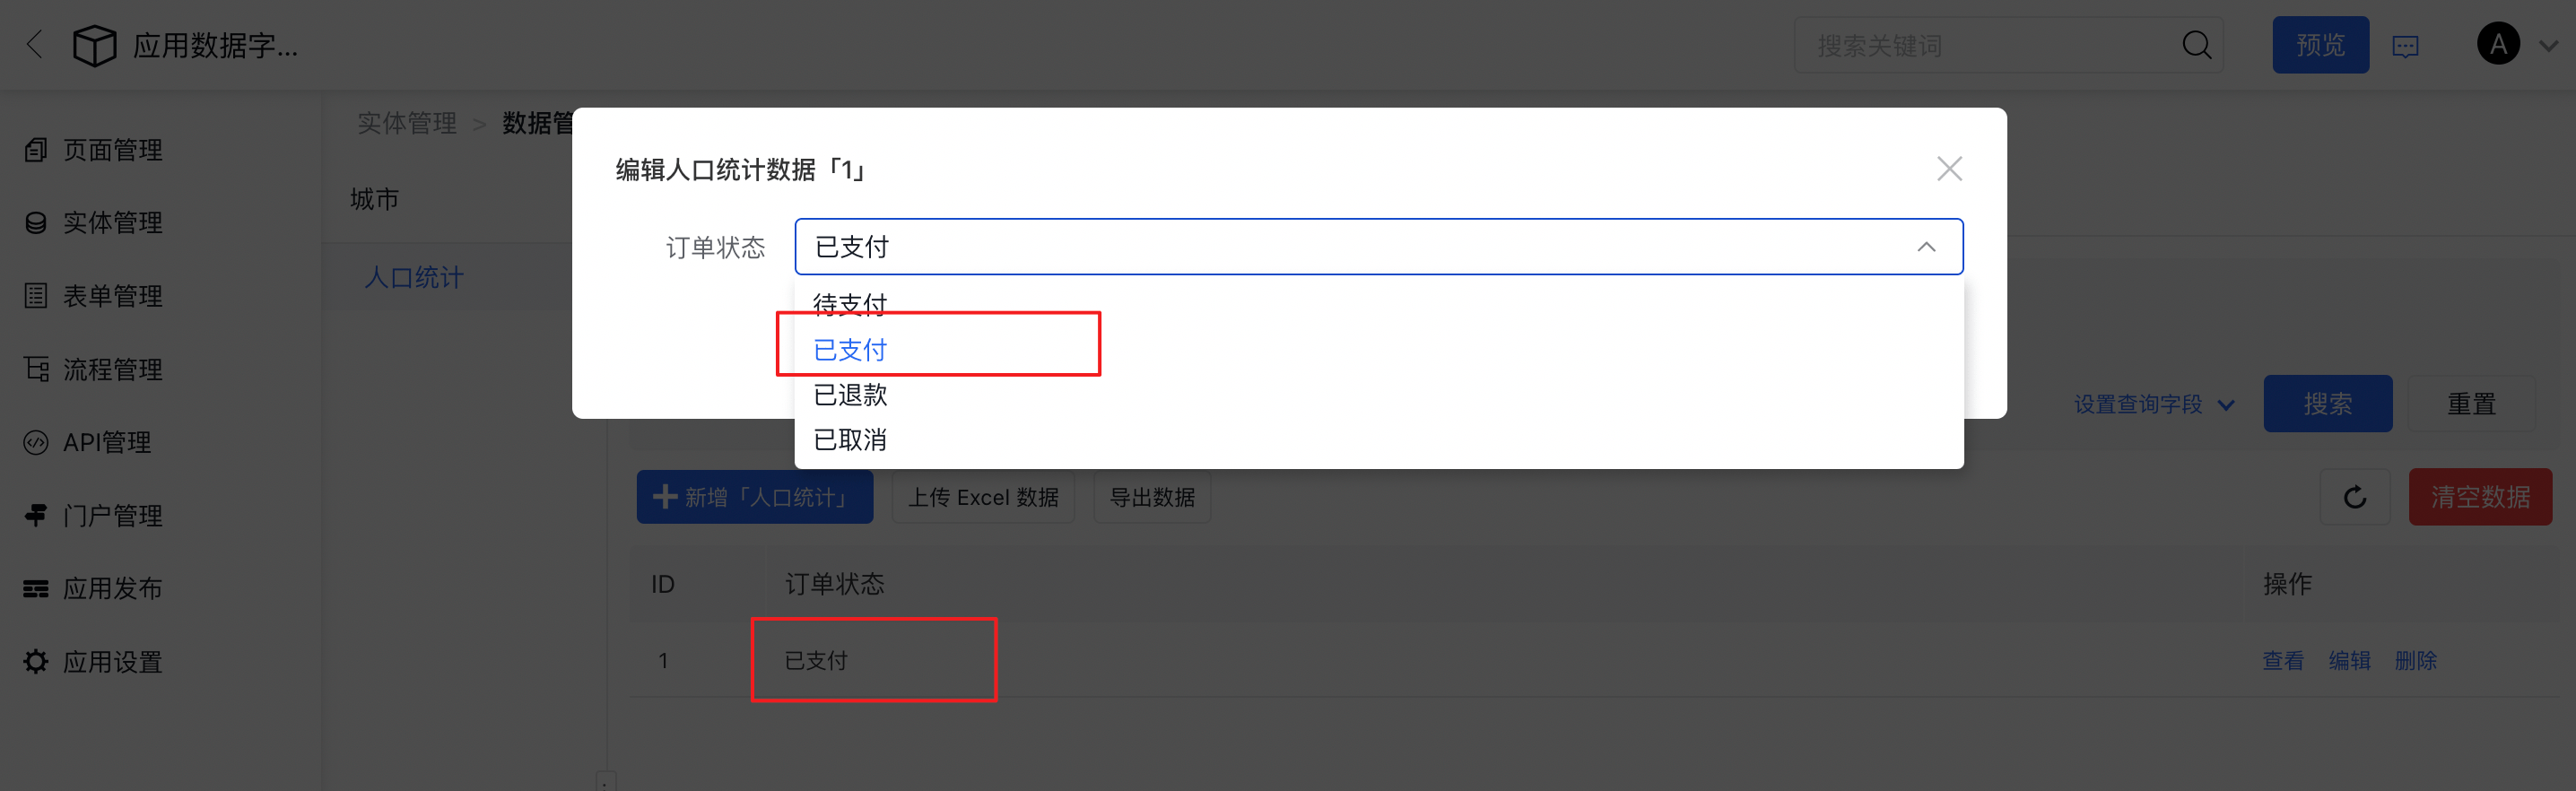 应用数据字...
搜索关键词
预览
A
页面管理
实体管理
表单管理
流程管理
API管理
门户管理
应用发布
应用设置
实体管理 > 数据管
城市
人口统计
编辑人口统计数据「1」
订单状态
已支付
待支付
已支付
已退款
已取消
设置查询字段
搜索
重置
新增「人口统计」
上传 Excel 数据
导出数据
清空数据
ID
订单状态
操作
1
已支付
查看
编辑
删除